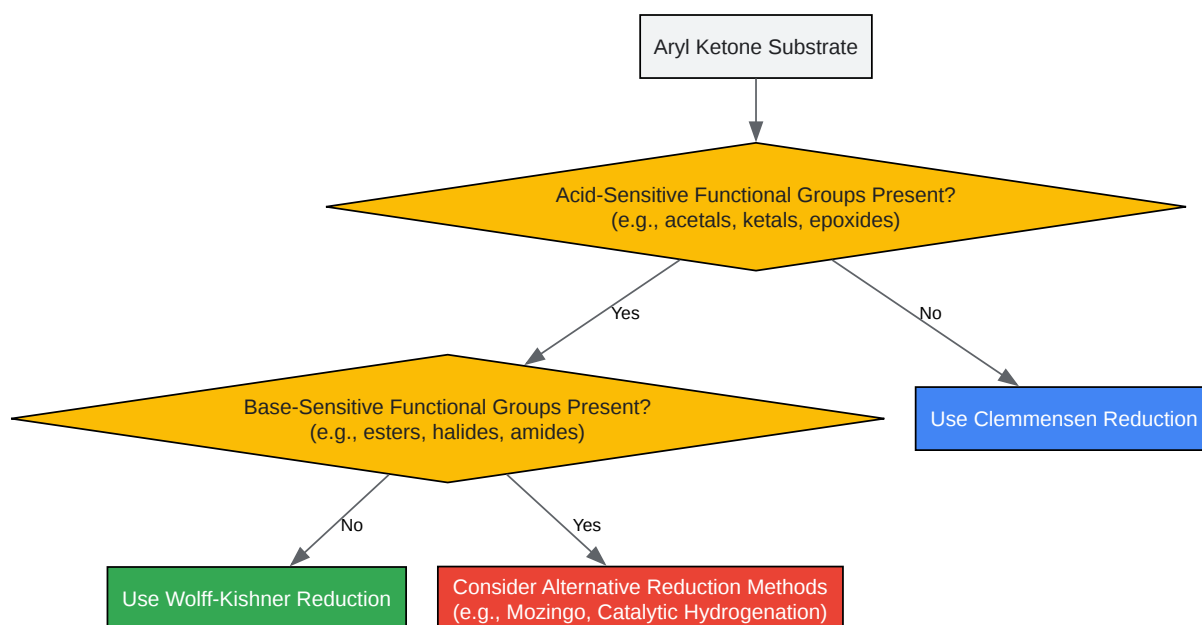 Aryl Ketone Substrate
Acid-Sensitive Functional Groups Present?
(e.g., acetals, ketals, epoxides)
Yes
No
Base-Sensitive Functional Groups Present?
(e.g., esters, halides, amides)
Use Clemmensen Reduction
No
Yes
Use Wolff-Kishner Reduction
Consider Alternative Reduction Methods
(e.g., Mozingo, Catalytic Hydrogenation)